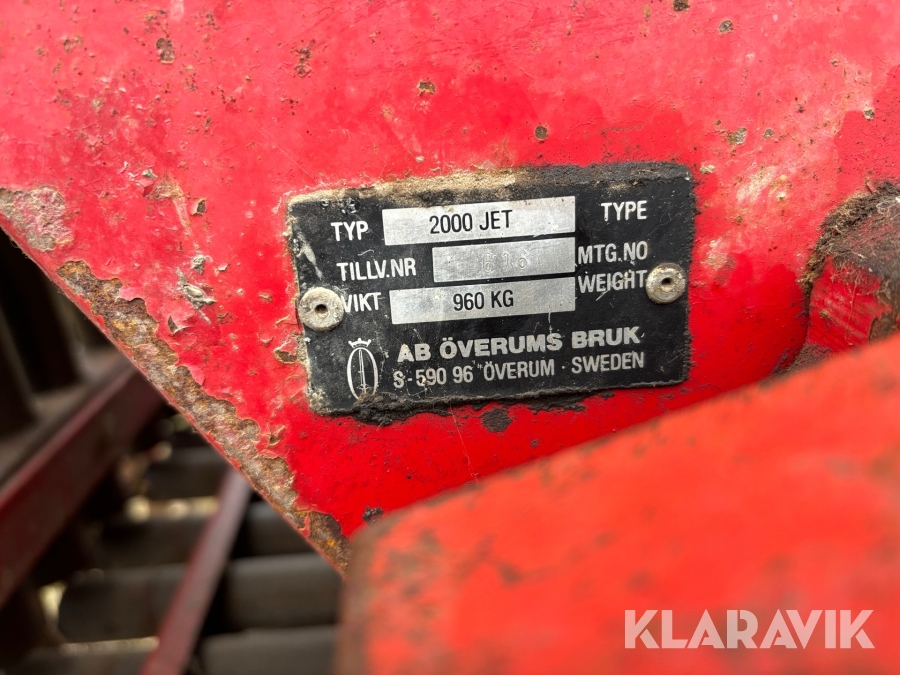 TYP 2000 JET TYPE
TILLV.NR MTG.NO
VIKT 960 KG WEIGHT
AB ÖVERUMS BRUK
S-590 96 ÖVERUM · SWEDEN
KLARAVIK